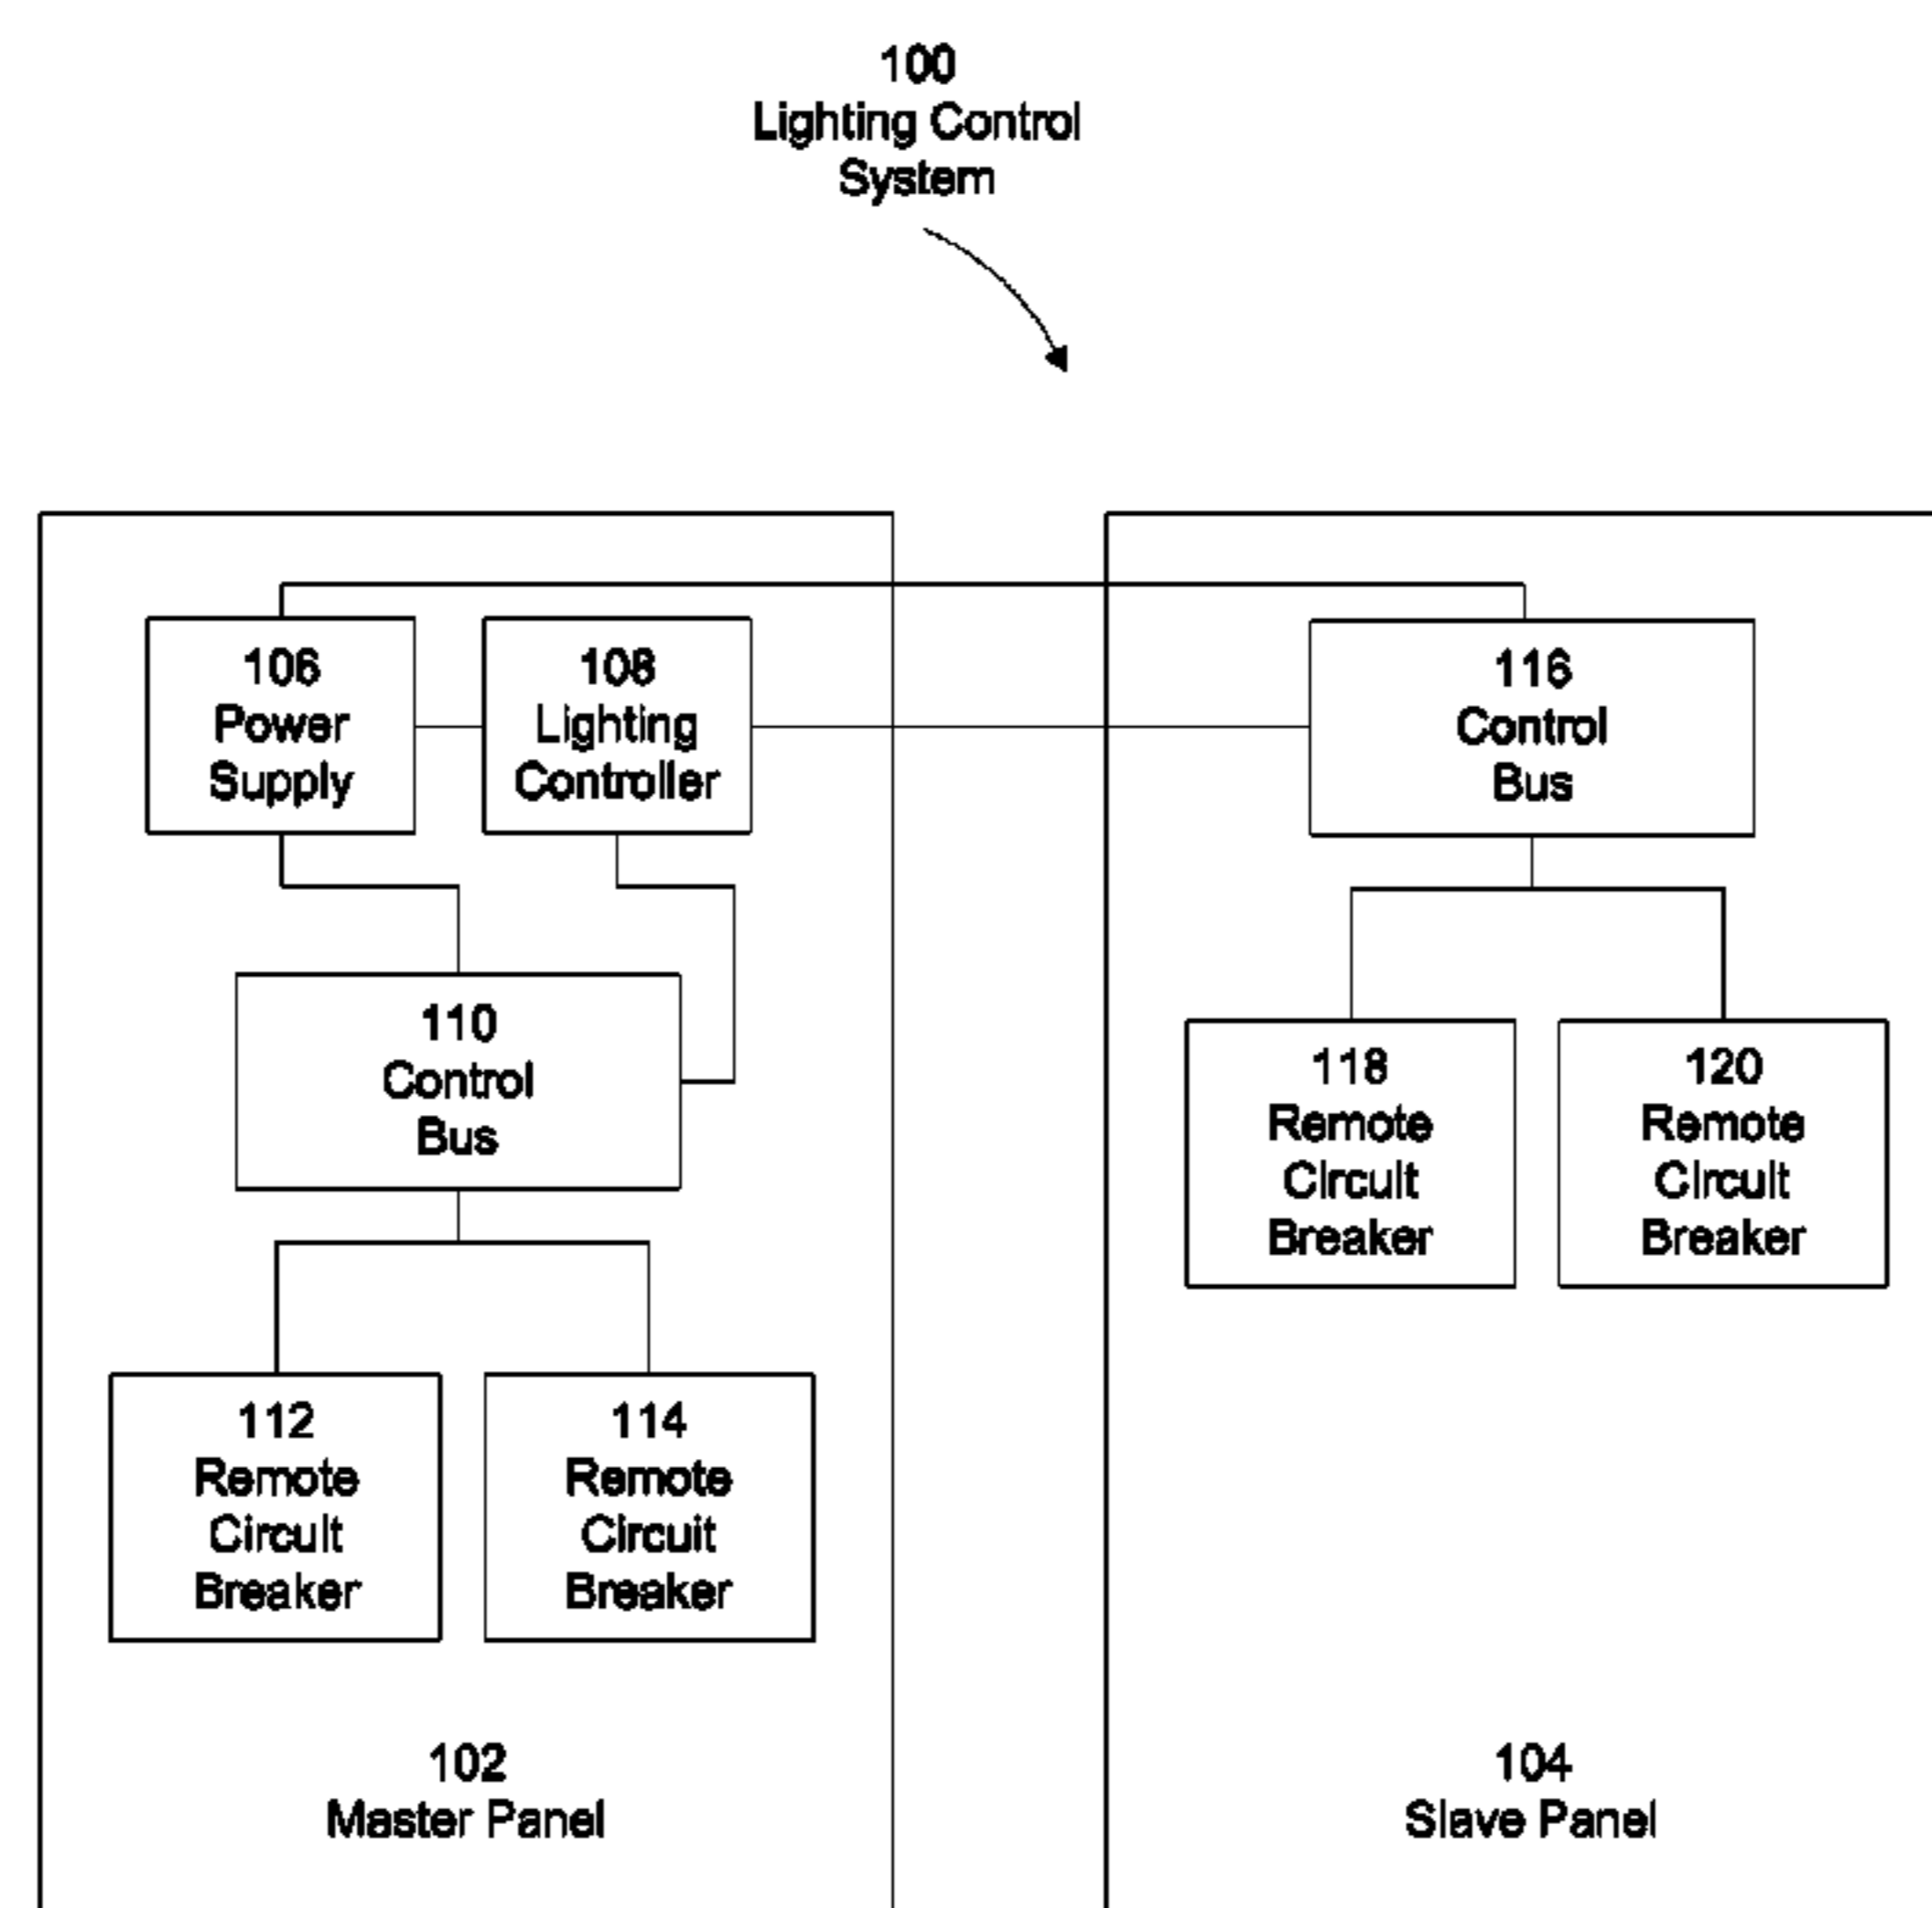 100
Lighting Control
System
106
Power
Supply
108
Lighting
Controller
116
Control
Bus
110
Control
Bus
118
Remote
Circuit
Breaker
120
Remote
Circuit
Breaker
112
Remote
Circuit
Breaker
114
Remote
Circuit
Breaker
102
Master Panel
104
Slave Panel